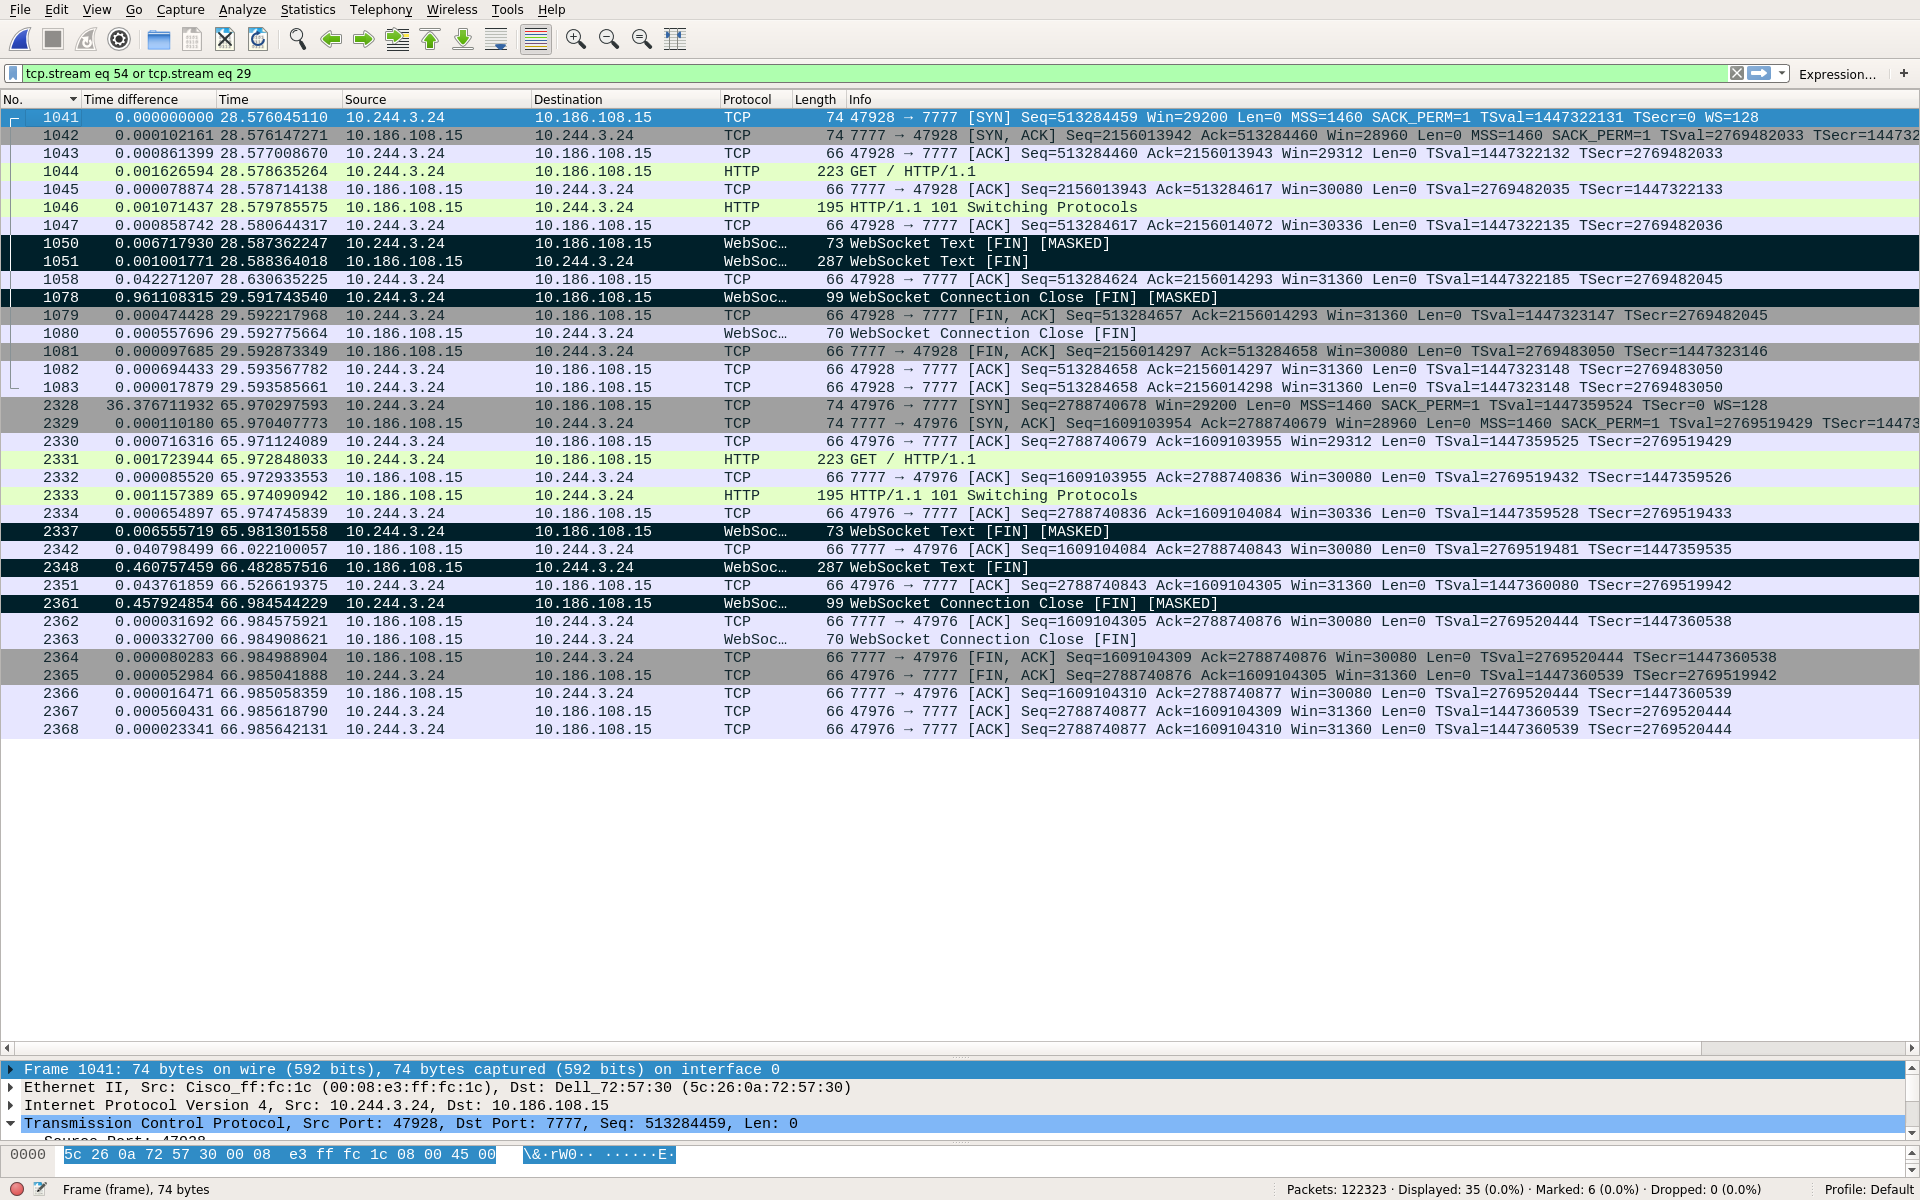 File Edit View Go Capture Analyze Statistics Telephony Wireless Tools Help
tcp.stream eq 54 or tcp.stream eq 29 Expression… +
No. Time difference Time Source Destination Protocol Length Info
1041 0.000000000 28.576045110 10.244.3.24 10.186.108.15 TCP 74 47928 → 7777 [SYN] Seq=513284459 Win=29200 Len=0 MSS=1460 SACK_PERM=1 TSval=1447322131 TSecr=0 WS=128
1042 0.000102161 28.576147271 10.186.108.15 10.244.3.24 TCP 74 7777 → 47928 [SYN, ACK] Seq=2156013942 Ack=513284460 Win=28960 Len=0 MSS=1460 SACK_PERM=1 TSval=2769482033 TSecr=144732
1043 0.000861399 28.577008670 10.244.3.24 10.186.108.15 TCP 66 47928 → 7777 [ACK] Seq=513284460 Ack=2156013943 Win=29312 Len=0 TSval=1447322132 TSecr=2769482033
1044 0.001626594 28.578635264 10.244.3.24 10.186.108.15 HTTP 223 GET / HTTP/1.1
1045 0.000078874 28.578714138 10.186.108.15 10.244.3.24 TCP 66 7777 → 47928 [ACK] Seq=2156013943 Ack=513284617 Win=30080 Len=0 TSval=2769482035 TSecr=1447322133
1046 0.001071437 28.579785575 10.186.108.15 10.244.3.24 HTTP 195 HTTP/1.1 101 Switching Protocols
1047 0.000858742 28.580644317 10.244.3.24 10.186.108.15 TCP 66 47928 → 7777 [ACK] Seq=513284617 Ack=2156014072 Win=30336 Len=0 TSval=1447322135 TSecr=2769482036
1050 0.006717930 28.587362247 10.244.3.24 10.186.108.15 WebSoc… 73 WebSocket Text [FIN] [MASKED]
1051 0.001001771 28.588364018 10.186.108.15 10.244.3.24 WebSoc… 287 WebSocket Text [FIN]
1058 0.042271207 28.630635225 10.244.3.24 10.186.108.15 TCP 66 47928 → 7777 [ACK] Seq=513284624 Ack=2156014293 Win=31360 Len=0 TSval=1447322185 TSecr=2769482045
1078 0.961108315 29.591743540 10.244.3.24 10.186.108.15 WebSoc… 99 WebSocket Connection Close [FIN] [MASKED]
1079 0.000474428 29.592217968 10.244.3.24 10.186.108.15 TCP 66 47928 → 7777 [FIN, ACK] Seq=513284657 Ack=2156014293 Win=31360 Len=0 TSval=1447323147 TSecr=2769482045
1080 0.000557696 29.592775664 10.186.108.15 10.244.3.24 WebSoc… 70 WebSocket Connection Close [FIN]
1081 0.000097685 29.592873349 10.186.108.15 10.244.3.24 TCP 66 7777 → 47928 [FIN, ACK] Seq=2156014297 Ack=513284658 Win=30080 Len=0 TSval=2769483050 TSecr=1447323146
1082 0.000694433 29.593567782 10.244.3.24 10.186.108.15 TCP 66 47928 → 7777 [ACK] Seq=513284658 Ack=2156014297 Win=31360 Len=0 TSval=1447323148 TSecr=2769483050
1083 0.000017879 29.593585661 10.244.3.24 10.186.108.15 TCP 66 47928 → 7777 [ACK] Seq=513284658 Ack=2156014298 Win=31360 Len=0 TSval=1447323148 TSecr=2769483050
2328 36.376711932 65.970297593 10.244.3.24 10.186.108.15 TCP 74 47976 → 7777 [SYN] Seq=2788740678 Win=29200 Len=0 MSS=1460 SACK_PERM=1 TSval=1447359524 TSecr=0 WS=128
2329 0.000110180 65.970407773 10.186.108.15 10.244.3.24 TCP 74 7777 → 47976 [SYN, ACK] Seq=1609103954 Ack=2788740679 Win=28960 Len=0 MSS=1460 SACK_PERM=1 TSval=2769519429 TSecr=14473
2330 0.000716316 65.971124089 10.244.3.24 10.186.108.15 TCP 66 47976 → 7777 [ACK] Seq=2788740679 Ack=1609103955 Win=29312 Len=0 TSval=1447359525 TSecr=2769519429
2331 0.001723944 65.972848033 10.244.3.24 10.186.108.15 HTTP 223 GET / HTTP/1.1
2332 0.000085520 65.972933553 10.186.108.15 10.244.3.24 TCP 66 7777 → 47976 [ACK] Seq=1609103955 Ack=2788740836 Win=30080 Len=0 TSval=2769519432 TSecr=1447359526
2333 0.001157389 65.974090942 10.186.108.15 10.244.3.24 HTTP 195 HTTP/1.1 101 Switching Protocols
2334 0.000654897 65.974745839 10.244.3.24 10.186.108.15 TCP 66 47976 → 7777 [ACK] Seq=2788740836 Ack=1609104084 Win=30336 Len=0 TSval=1447359528 TSecr=2769519433
2337 0.006555719 65.981301558 10.244.3.24 10.186.108.15 WebSoc… 73 WebSocket Text [FIN] [MASKED]
2342 0.040798499 66.022100057 10.186.108.15 10.244.3.24 TCP 66 7777 → 47976 [ACK] Seq=1609104084 Ack=2788740843 Win=30080 Len=0 TSval=2769519481 TSecr=1447359535
2348 0.460757459 66.482857516 10.186.108.15 10.244.3.24 WebSoc… 287 WebSocket Text [FIN]
2351 0.043761859 66.526619375 10.244.3.24 10.186.108.15 TCP 66 47976 → 7777 [ACK] Seq=2788740843 Ack=1609104305 Win=31360 Len=0 TSval=1447360080 TSecr=2769519942
2361 0.457924854 66.984544229 10.244.3.24 10.186.108.15 WebSoc… 99 WebSocket Connection Close [FIN] [MASKED]
2362 0.000031692 66.984575921 10.186.108.15 10.244.3.24 TCP 66 7777 → 47976 [ACK] Seq=1609104305 Ack=2788740876 Win=30080 Len=0 TSval=2769520444 TSecr=1447360538
2363 0.000332700 66.984908621 10.186.108.15 10.244.3.24 WebSoc… 70 WebSocket Connection Close [FIN]
2364 0.000080283 66.984988904 10.186.108.15 10.244.3.24 TCP 66 7777 → 47976 [FIN, ACK] Seq=1609104309 Ack=2788740876 Win=30080 Len=0 TSval=2769520444 TSecr=1447360538
2365 0.000052984 66.985041888 10.244.3.24 10.186.108.15 TCP 66 47976 → 7777 [FIN, ACK] Seq=2788740876 Ack=1609104305 Win=31360 Len=0 TSval=1447360539 TSecr=2769519942
2366 0.000016471 66.985058359 10.186.108.15 10.244.3.24 TCP 66 7777 → 47976 [ACK] Seq=1609104310 Ack=2788740877 Win=30080 Len=0 TSval=2769520444 TSecr=1447360539
2367 0.000560431 66.985618790 10.244.3.24 10.186.108.15 TCP 66 47976 → 7777 [ACK] Seq=2788740877 Ack=1609104309 Win=31360 Len=0 TSval=1447360539 TSecr=2769520444
2368 0.000023341 66.985642131 10.244.3.24 10.186.108.15 TCP 66 47976 → 7777 [ACK] Seq=2788740877 Ack=1609104310 Win=31360 Len=0 TSval=1447360539 TSecr=2769520444
Frame 1041: 74 bytes on wire (592 bits), 74 bytes captured (592 bits) on interface 0
Ethernet II, Src: Cisco_ff:fc:1c (00:08:e3:ff:fc:1c), Dst: Dell_72:57:30 (5c:26:0a:72:57:30)
Internet Protocol Version 4, Src: 10.244.3.24, Dst: 10.186.108.15
Transmission Control Protocol, Src Port: 47928, Dst Port: 7777, Seq: 513284459, Len: 0
Source Port: 47928
0000 5c 26 0a 72 57 30 00 08 e3 ff fc 1c 08 00 45 00 \&·rW0·· ······E·
Frame (frame), 74 bytes Packets: 122323 · Displayed: 35 (0.0%) · Marked: 6 (0.0%) · Dropped: 0 (0.0%) Profile: Default